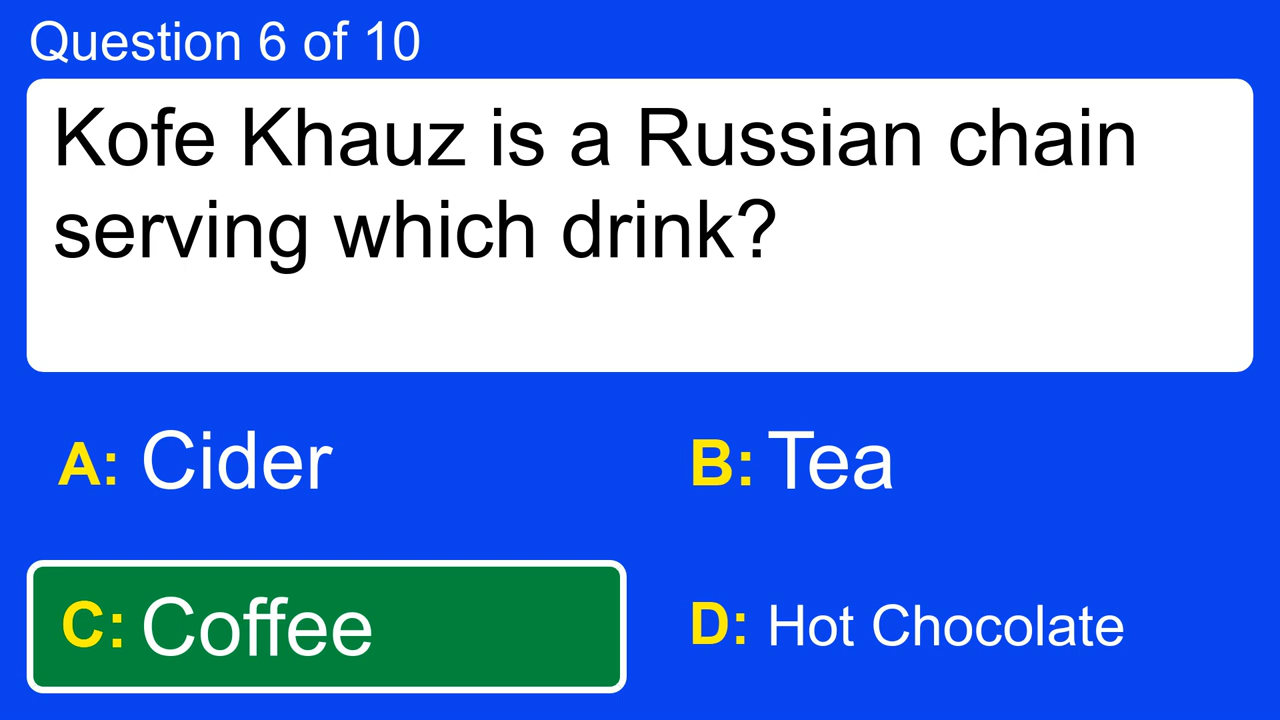 Question 6 of 10
Kofe Khauz is a Russian chain
serving which drink?
A: Cider
B: Tea
C: Coffee
D: Hot Chocolate